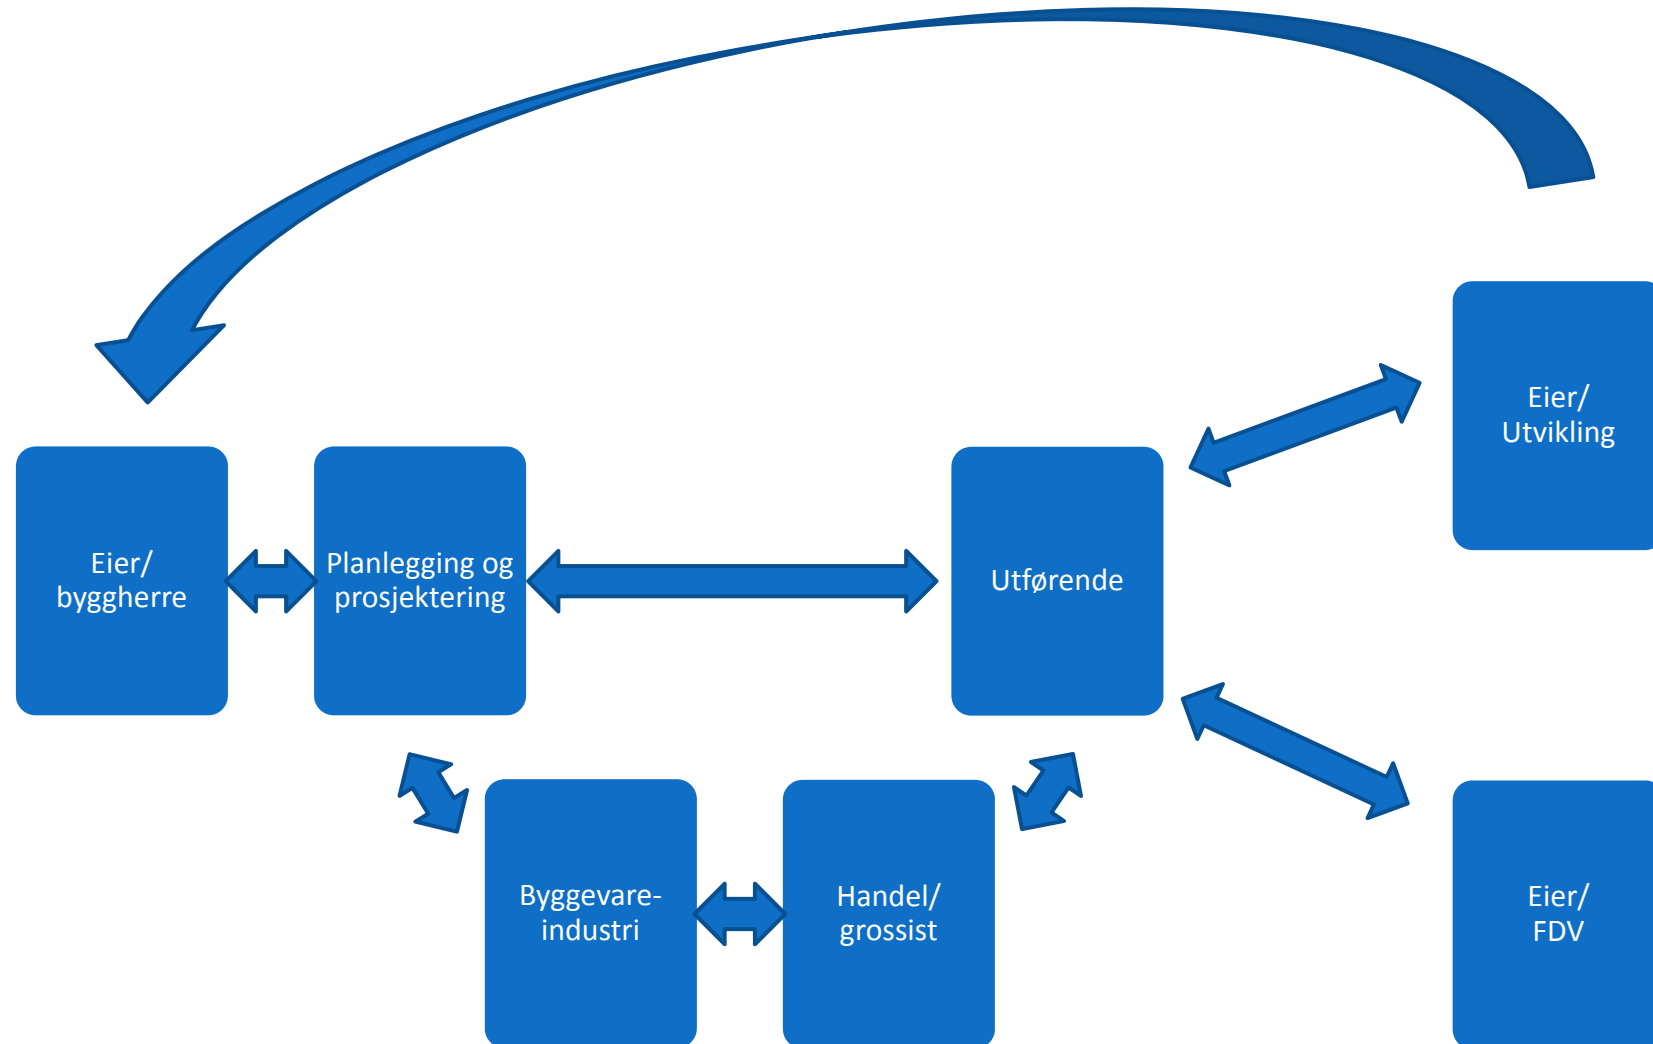 Eier/
Utvikling
Eier/
byggherre
Planlegging og
prosjektering
Utførende
Byggevare-
industri
Handel/
grossist
Eier/
FDV